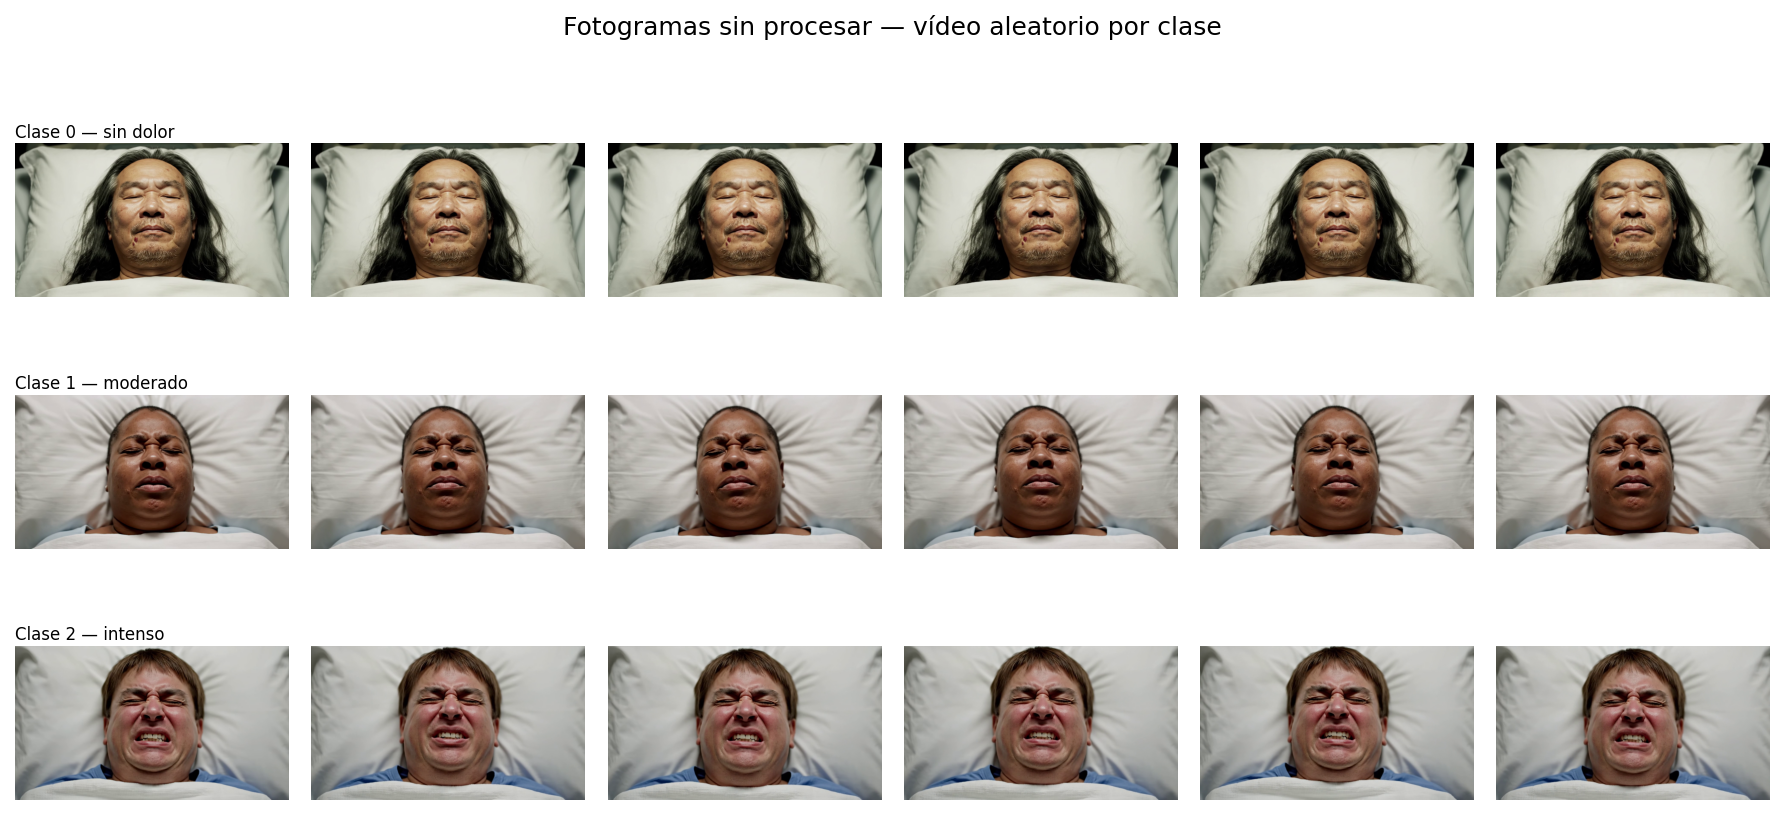 Fotogramas sin procesar — vídeo aleatorio por clase
Clase 0 — sin dolor
Clase 1 — moderado
Clase 2 — intenso